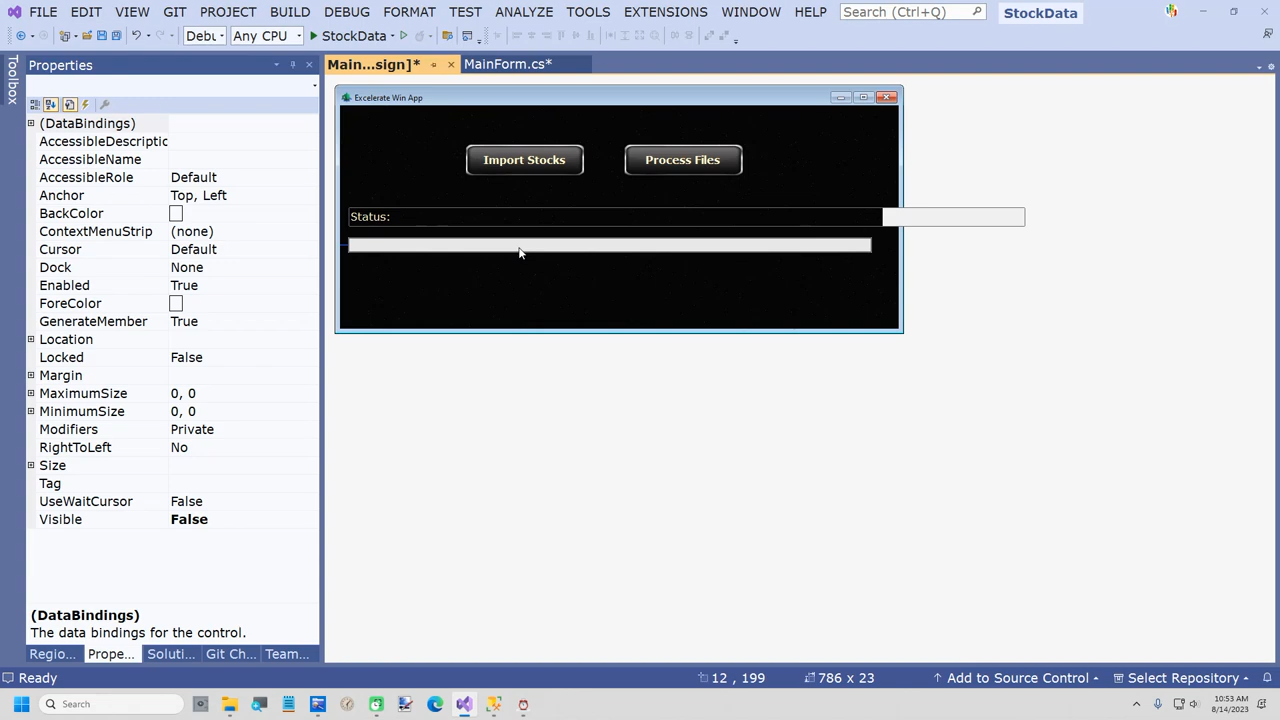 FILE EDIT VIEW GIT PROJECT BUILD DEBUG FORMAT TEST ANALYZE TOOLS EXTENSIONS WINDOW HELP Search (Ctrl+Q) StockData
Debu Any CPU StockData
Toolbox
Properties
Main...sign]* MainForm.cs*
Excelerate Win App
Import Stocks Process Files
Status:
(DataBindings)
AccessibleDescriptic
AccessibleName
AccessibleRole Default
Anchor Top, Left
BackColor
ContextMenuStrip (none)
Cursor Default
Dock None
Enabled True
ForeColor
GenerateMember True
Location
Locked False
Margin
MaximumSize 0, 0
MinimumSize 0, 0
Modifiers Private
RightToLeft No
Size
Tag
UseWaitCursor False
Visible False
(DataBindings)
The data bindings for the control.
Regio... Prope... Soluti... Git Ch... Team...
Ready 12 , 199 786 x 23 Add to Source Control Select Repository
Search
10:53 AM
8/14/2023